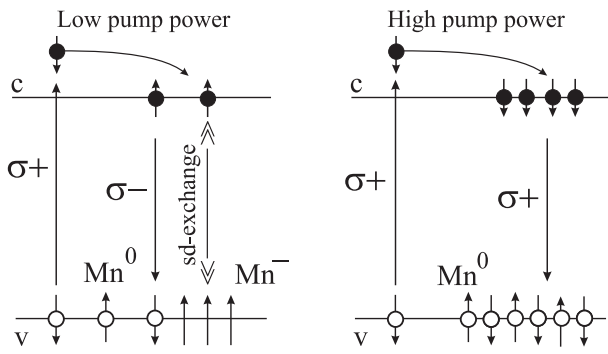 Low pump power
High pump power
c
c
σ+
σ−
sd-exchange
σ+
σ+
Mn⁰
Mn⁻
Mn⁰
v
v